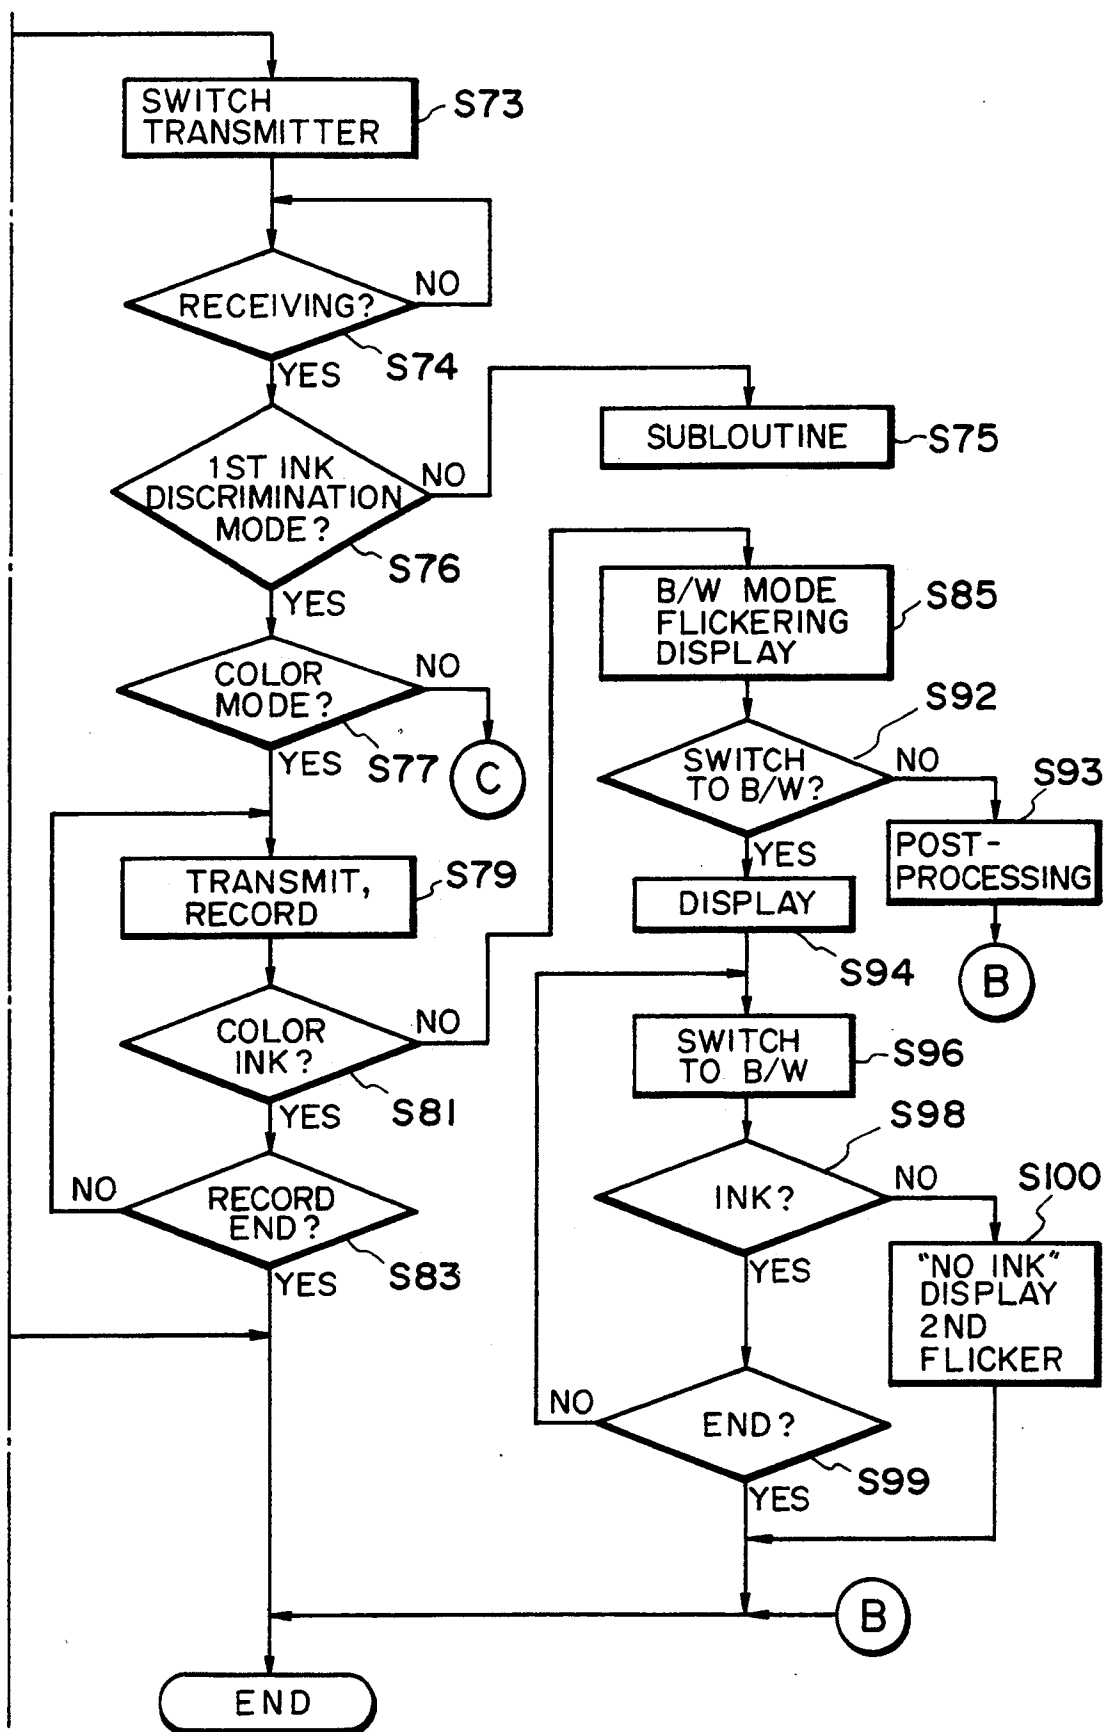 SWITCH
TRANSMITTER
S73
RECEIVING?
NO
S74
YES
1ST INK
DISCRIMINATION
MODE?
NO
S76
YES
SUBLOUTINE
S75
COLOR
MODE?
NO
S77
YES
C
TRANSMIT,
RECORD
S79
COLOR
INK?
NO
S81
YES
RECORD
END?
NO
S83
YES
B/W MODE
FLICKERING
DISPLAY
S85
SWITCH
TO B/W?
S92
NO
YES
S93
POST-
PROCESSING
B
DISPLAY
S94
SWITCH
TO B/W
S96
INK?
S98
NO
YES
S100
"NO INK"
DISPLAY
2ND
FLICKER
END?
NO
S99
YES
B
END